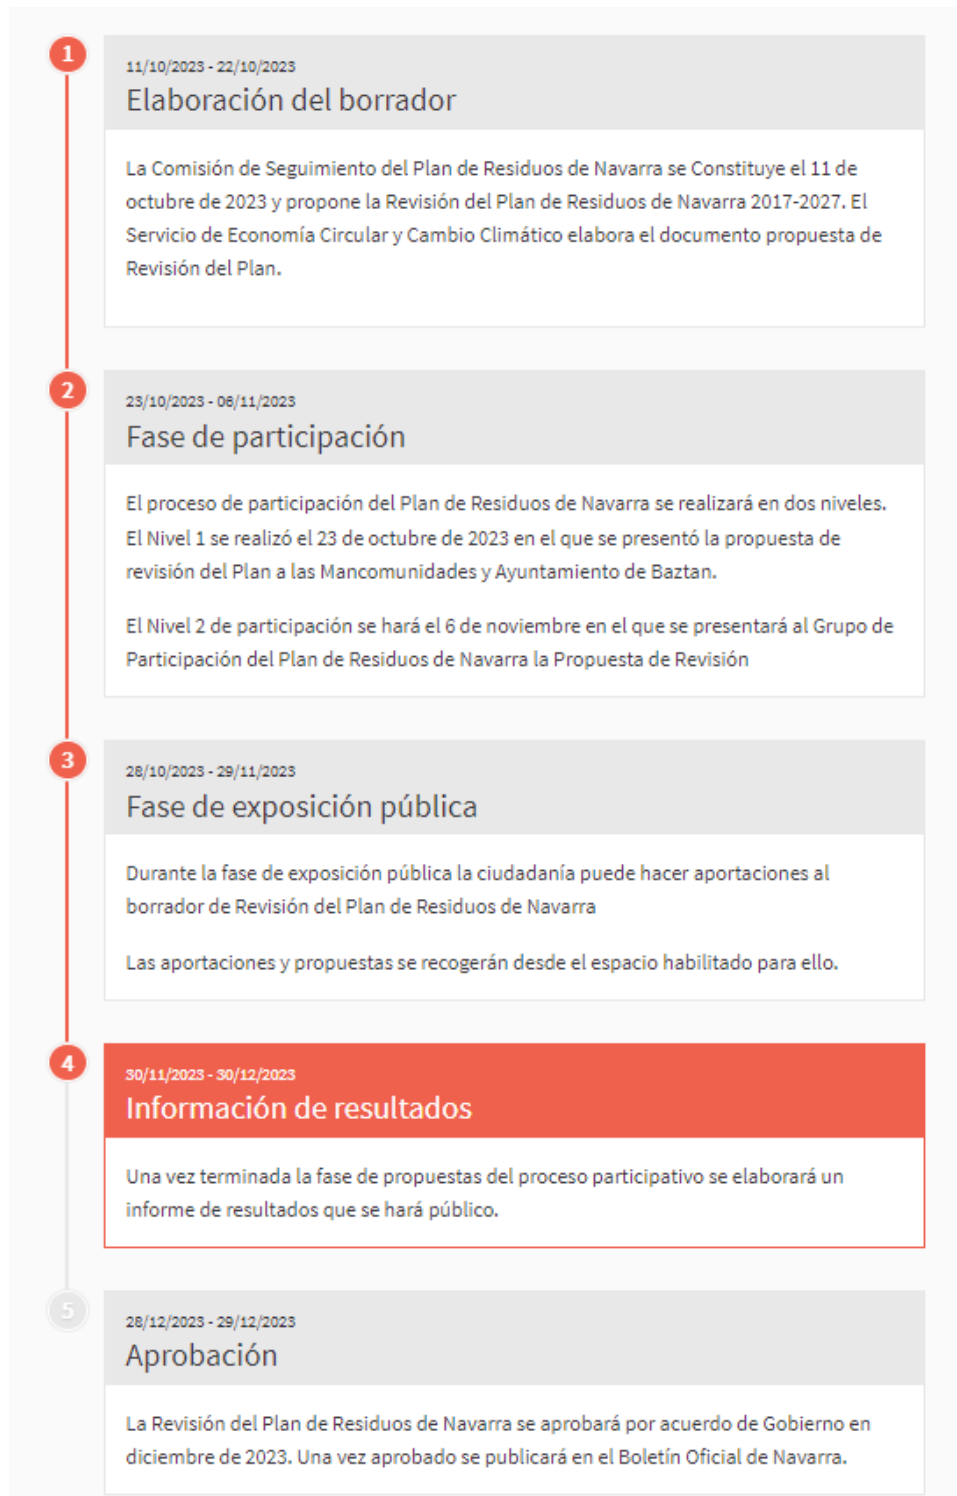 1
11/10/2023 - 22/10/2023
Elaboración del borrador
La Comisión de Seguimiento del Plan de Residuos de Navarra se Constituye el 11 de
octubre de 2023 y propone la Revisión del Plan de Residuos de Navarra 2017-2027. El
Servicio de Economía Circular y Cambio Climático elabora el documento propuesta de
Revisión del Plan.
2
23/10/2023 - 06/11/2023
Fase de participación
El proceso de participación del Plan de Residuos de Navarra se realizará en dos niveles.
El Nivel 1 se realizó el 23 de octubre de 2023 en el que se presentó la propuesta de
revisión del Plan a las Mancomunidades y Ayuntamiento de Baztan.
El Nivel 2 de participación se hará el 6 de noviembre en el que se presentará al Grupo de
Participación del Plan de Residuos de Navarra la Propuesta de Revisión
3
28/10/2023 - 29/11/2023
Fase de exposición pública
Durante la fase de exposición pública la ciudadanía puede hacer aportaciones al
borrador de Revisión del Plan de Residuos de Navarra
Las aportaciones y propuestas se recogerán desde el espacio habilitado para ello.
4
30/11/2023 - 30/12/2023
Información de resultados
Una vez terminada la fase de propuestas del proceso participativo se elaborará un
informe de resultados que se hará público.
5
28/12/2023 - 29/12/2023
Aprobación
La Revisión del Plan de Residuos de Navarra se aprobará por acuerdo de Gobierno en
diciembre de 2023. Una vez aprobado se publicará en el Boletín Oficial de Navarra.